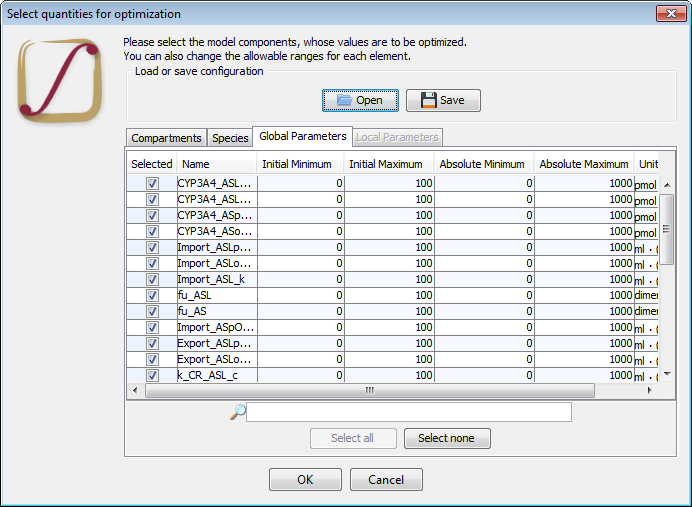 Select quantities for optimization
Please select the model components, whose values are to be optimized.
You can also change the allowable ranges for each element.
Load or save configuration
Open Save
Compartments Species Global Parameters Local Parameters
Selected Name Initial Minimum Initial Maximum Absolute Minimum Absolute Maximum Unit
CYP3A4_ASL... 0 100 0 1000 pmol
CYP3A4_ASL... 0 100 0 1000 pmol
CYP3A4_ASp... 0 100 0 1000 pmol
CYP3A4_ASo... 0 100 0 1000 pmol
Import_ASLp... 0 100 0 1000 ml · (
Import_ASLo... 0 100 0 1000 ml · (
Import_ASL_k 0 100 0 1000 ml · (
fu_ASL 0 100 0 1000 dimer
fu_AS 0 100 0 1000 dimer
Import_ASpO... 0 100 0 1000 ml · (
Export_ASLp... 0 100 0 1000 ml · (
Export_ASLo... 0 100 0 1000 ml · (
k_CR_ASL_c 0 100 0 1000 ml · (
Select all Select none
OK Cancel